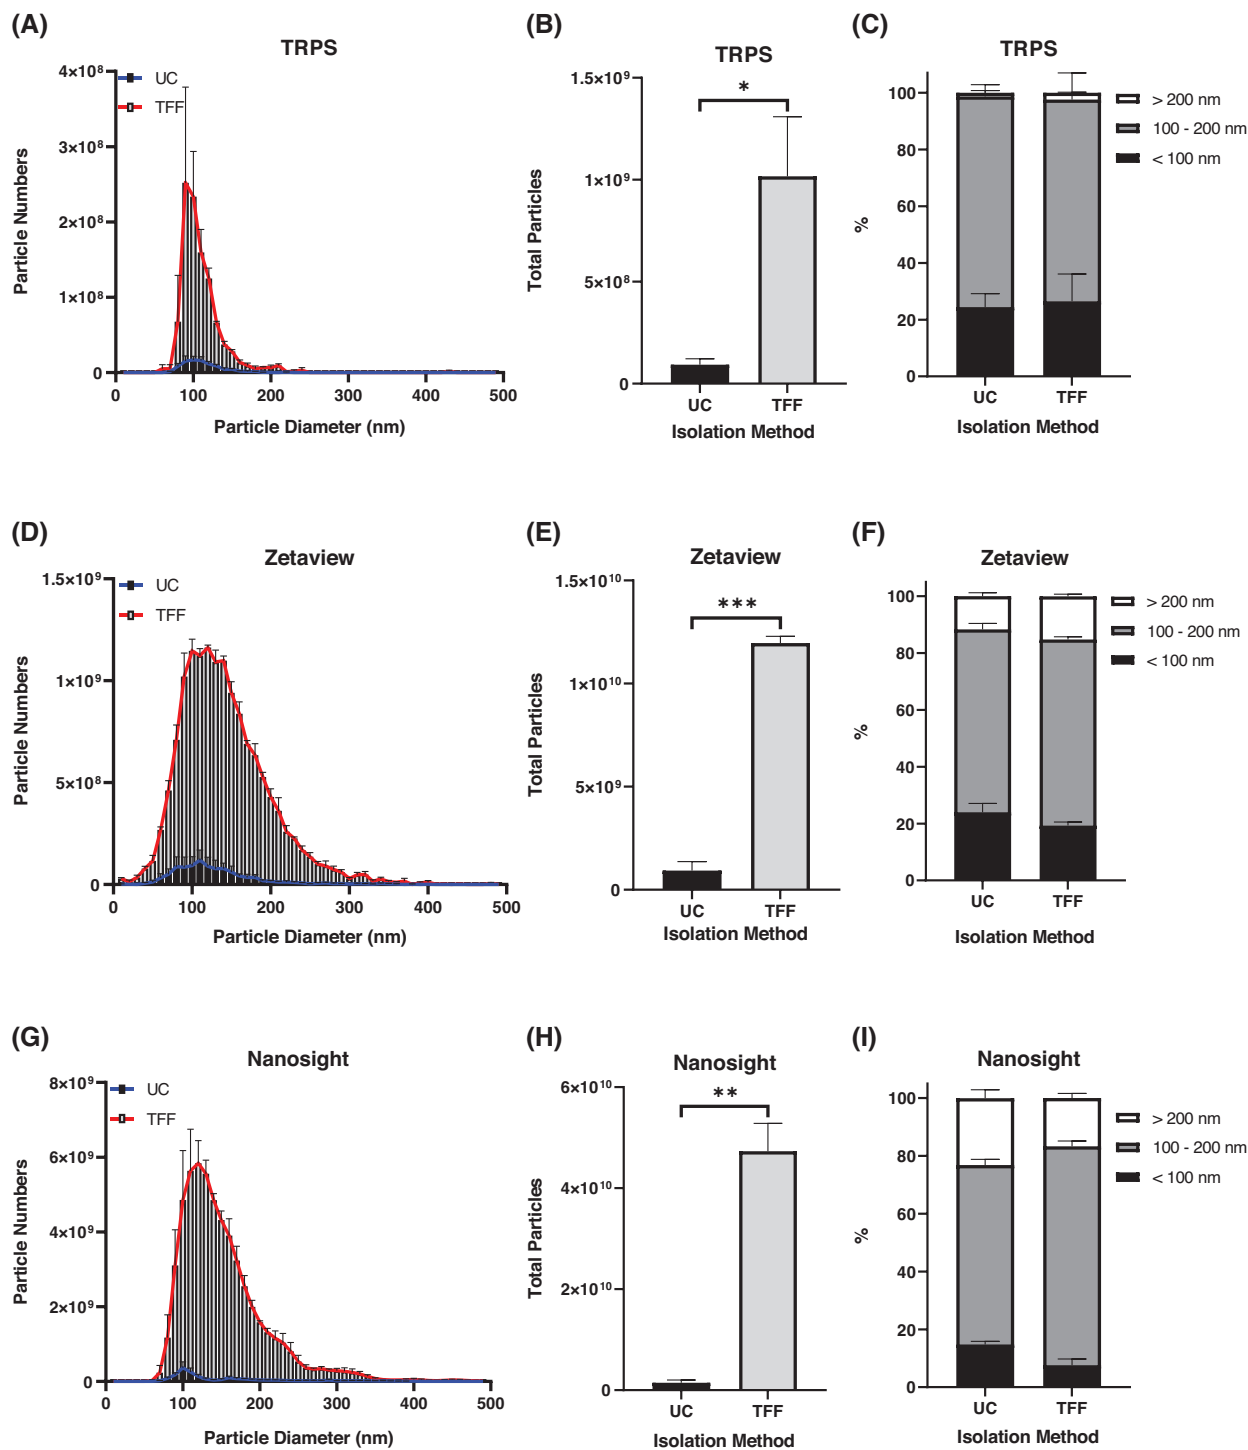 (A)
TRPS
UC
TFF
4×10⁸
3×10⁸
2×10⁸
1×10⁸
0
Particle Numbers
0 100 200 300 400 500
Particle Diameter (nm)
(B)
TRPS
*
1.5×10⁹
1×10⁹
5×10⁸
0
Total Particles
UC TFF
Isolation Method
(C)
TRPS
> 200 nm
100 - 200 nm
< 100 nm
100
80
60
40
20
0
%
UC TFF
Isolation Method
(D)
Zetaview
UC
TFF
1.5×10⁹
1×10⁹
5×10⁸
0
Particle Numbers
0 100 200 300 400 500
Particle Diameter (nm)
(E)
Zetaview
***
1.5×10¹⁰
1×10¹⁰
5×10⁹
0
Total Particles
UC TFF
Isolation Method
(F)
Zetaview
> 200 nm
100 - 200 nm
< 100 nm
100
80
60
40
20
0
%
UC TFF
Isolation Method
(G)
Nanosight
UC
TFF
8×10⁹
6×10⁹
4×10⁹
2×10⁹
0
Particle Numbers
0 100 200 300 400 500
Particle Diameter (nm)
(H)
Nanosight
**
6×10¹⁰
4×10¹⁰
2×10¹⁰
0
Total Particles
UC TFF
Isolation Method
(I)
Nanosight
> 200 nm
100 - 200 nm
< 100 nm
100
80
60
40
20
0
%
UC TFF
Isolation Method